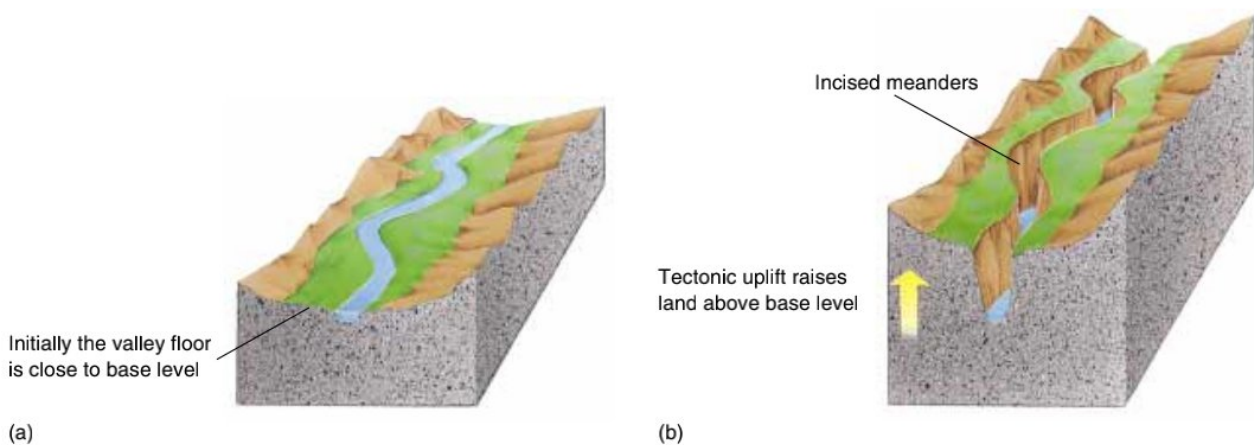 Initially the valley floor
is close to base level
(a)
Incised meanders
Tectonic uplift raises
land above base level
(b)